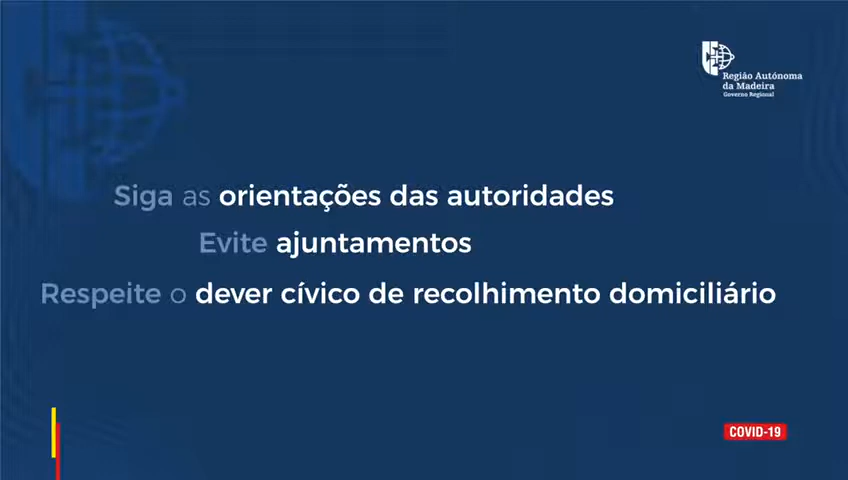 Região Autónoma
da Madeira
Governo Regional
Siga as orientações das autoridades
Evite ajuntamentos
Respeite o dever cívico de recolhimento domiciliário
COVID-19